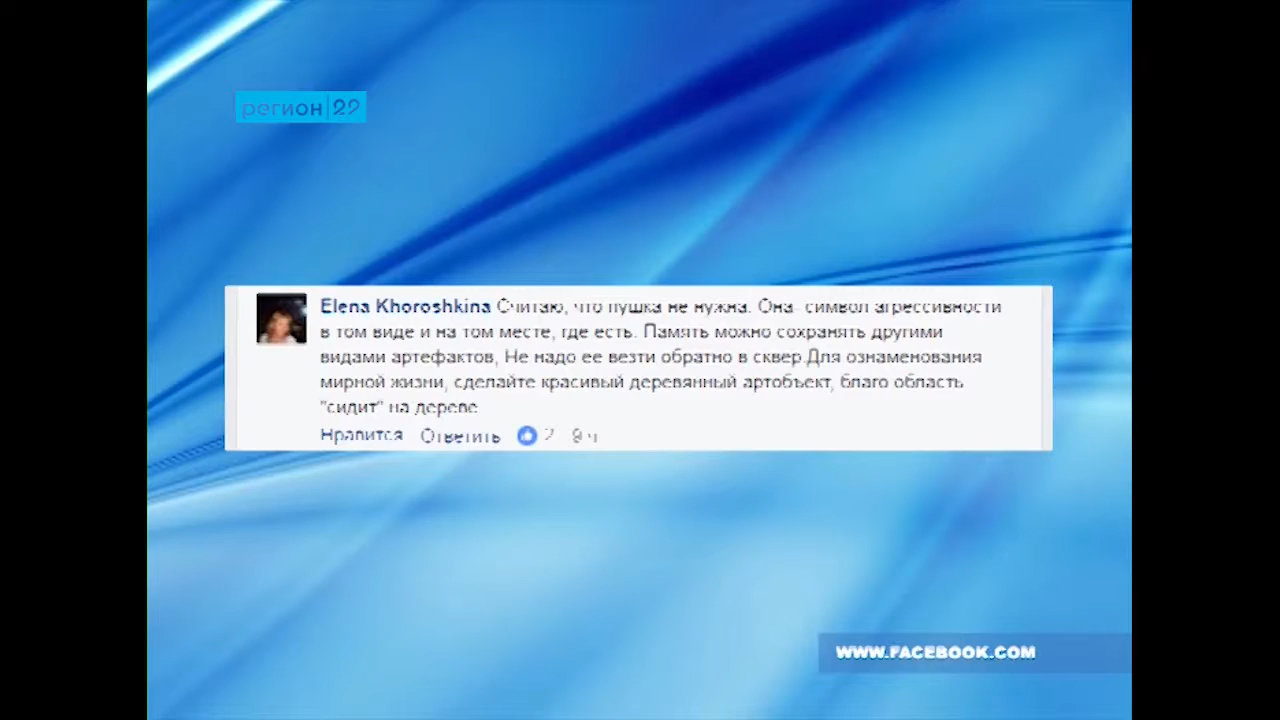 регион|22
Elena Khoroshkina Считаю, что пушка не нужна. Она- символ агрессивности
в том виде и на том месте, где есть. Память можно сохранять другими
видами артефактов, Не надо ее везти обратно в сквер.Для ознаменования
мирной жизни, сделайте красивый деревянный артобъект, благо область
"сидит" на дереве
Нравится Ответить 2 9 ч
WWW.FACEBOOK.COM